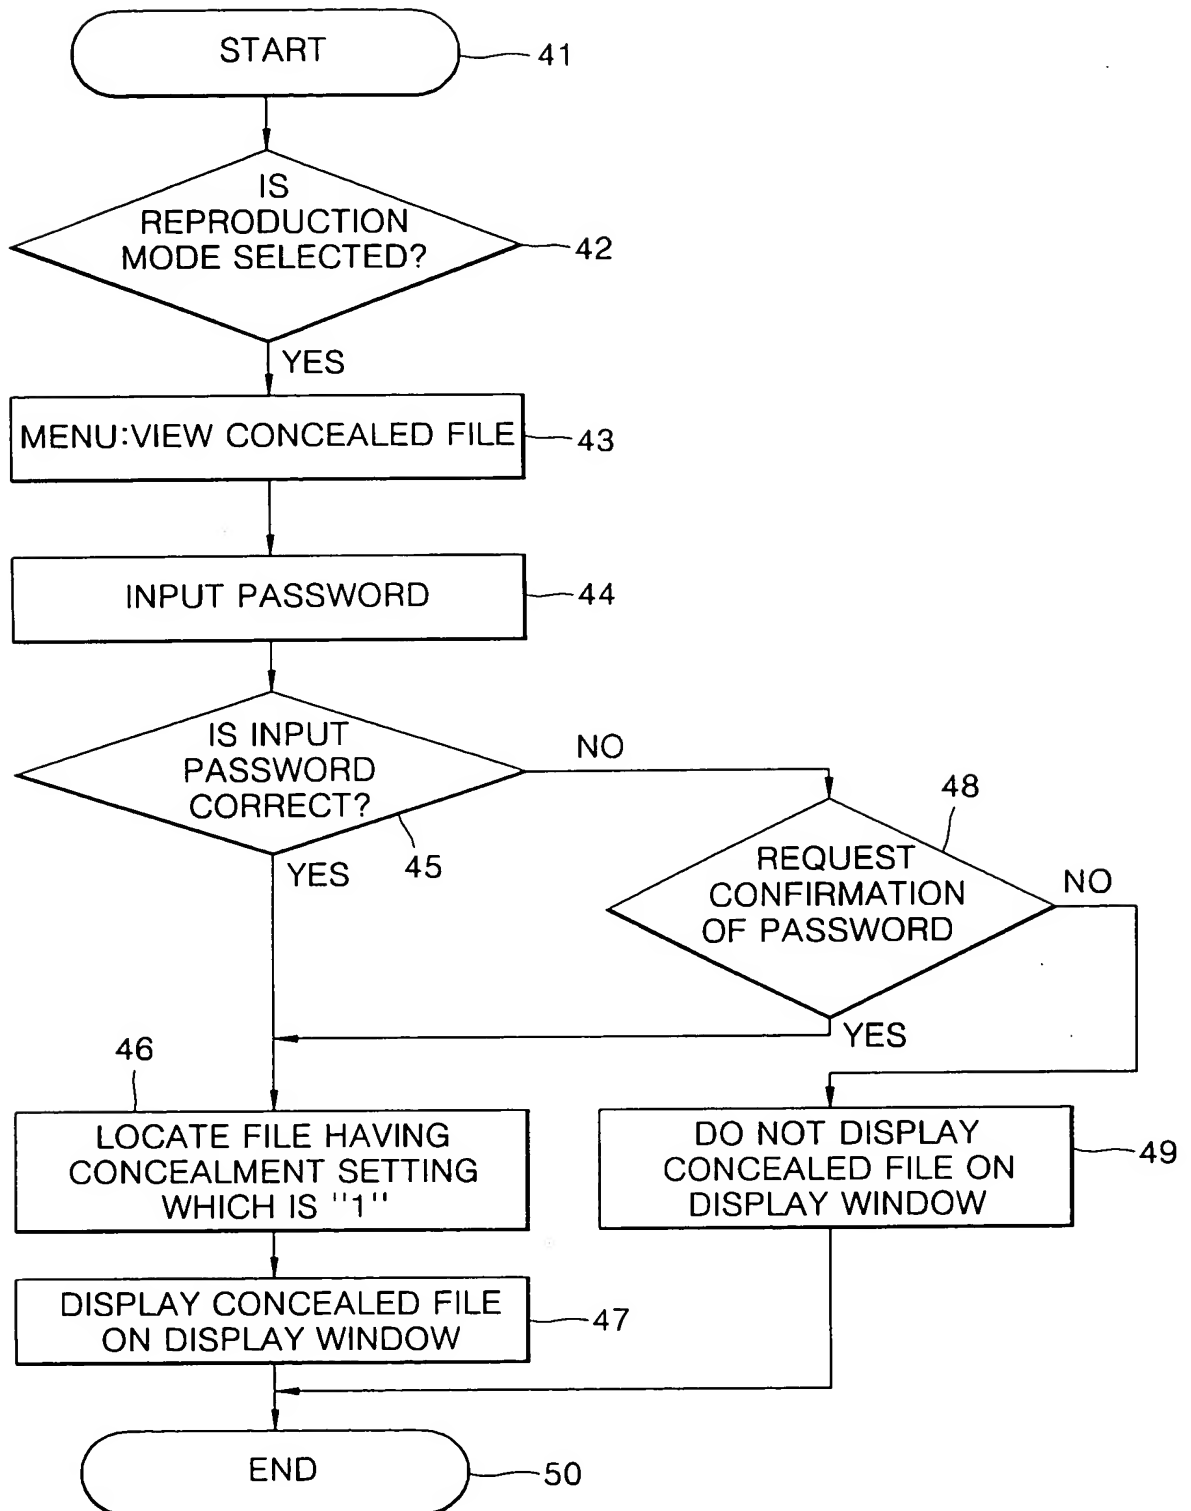 START
41
IS
REPRODUCTION
MODE SELECTED?
42
YES
MENU:VIEW CONCEALED FILE
43
INPUT PASSWORD
44
IS INPUT
PASSWORD
CORRECT?
45
NO
YES
48
REQUEST
CONFIRMATION
OF PASSWORD
NO
YES
46
LOCATE FILE HAVING
CONCEALMENT SETTING
WHICH IS "1"
DO NOT DISPLAY
CONCEALED FILE ON
DISPLAY WINDOW
49
DISPLAY CONCEALED FILE
ON DISPLAY WINDOW
47
END
50